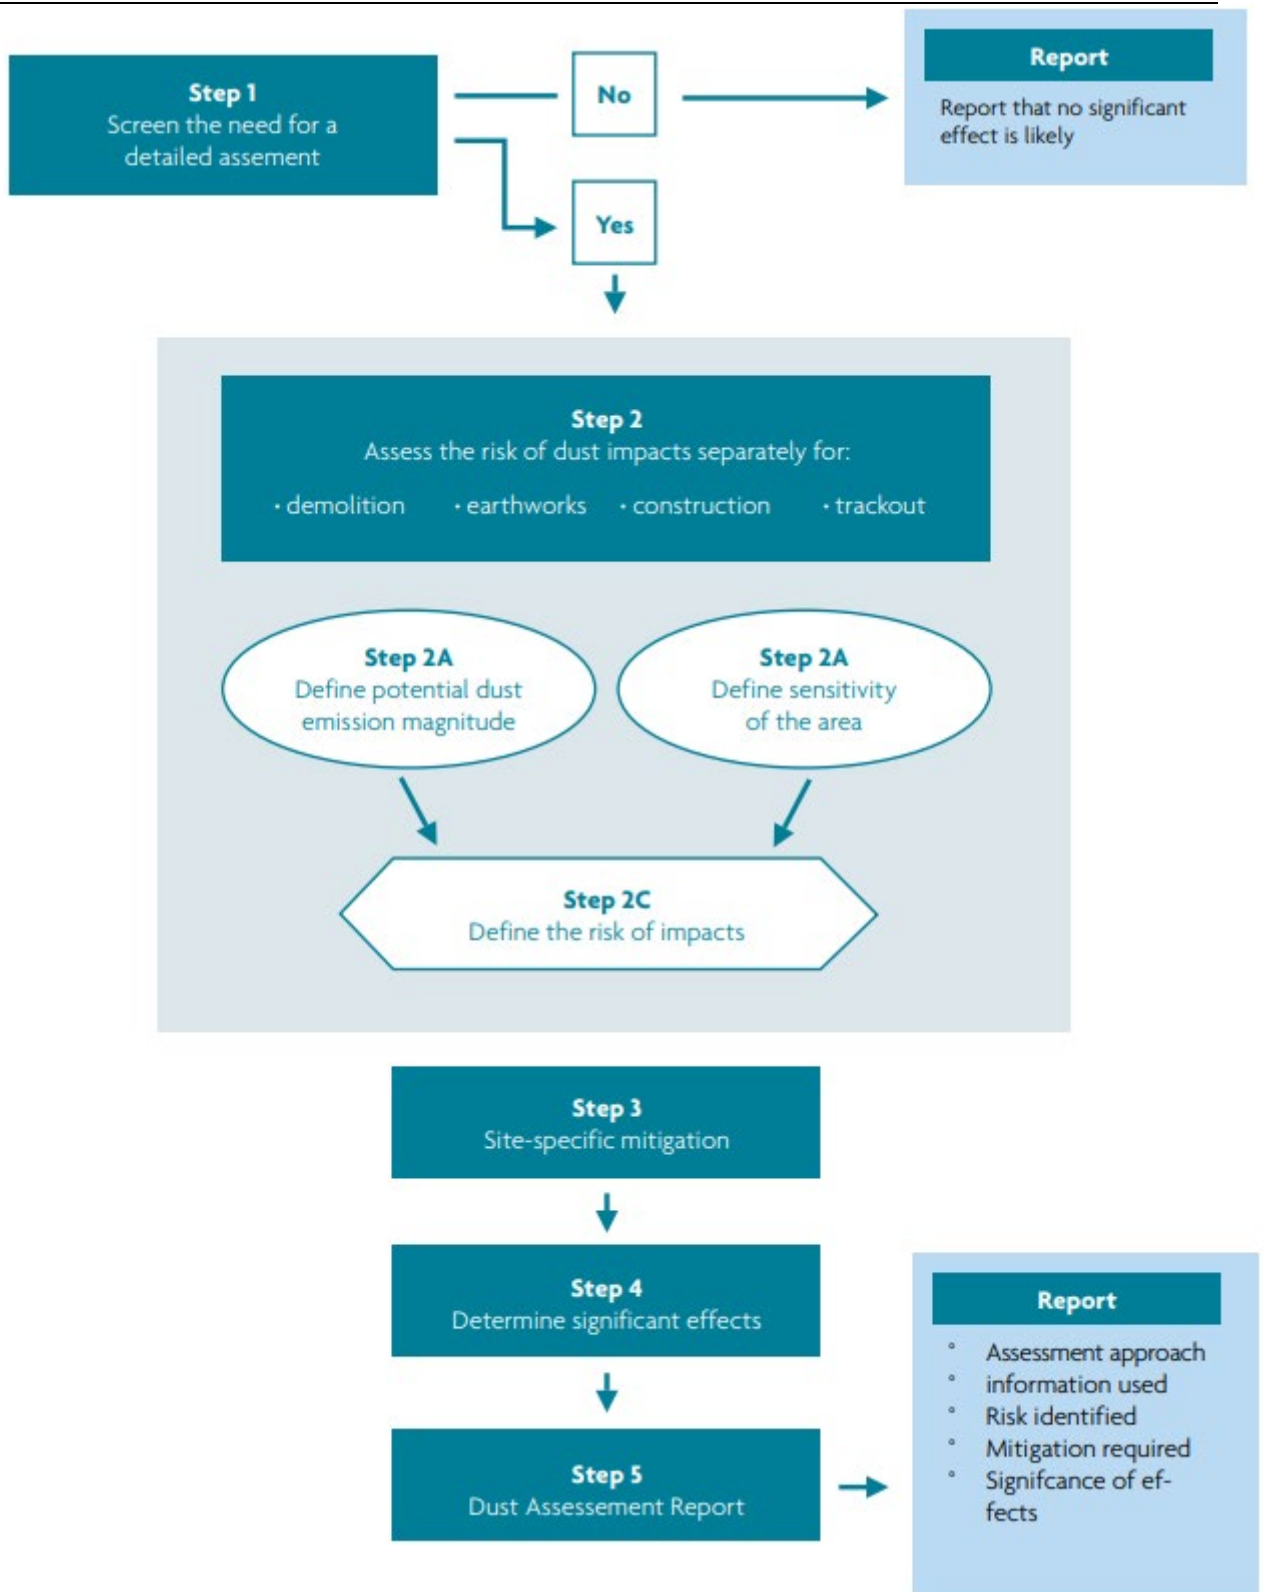 Step 1
Screen the need for a
detailed assement
No
Yes
Report
Report that no significant
effect is likely
Step 2
Assess the risk of dust impacts separately for:
• demolition • earthworks • construction • trackout
Step 2A
Define potential dust
emission magnitude
Step 2A
Define sensitivity
of the area
Step 2C
Define the risk of impacts
Step 3
Site-specific mitigation
Step 4
Determine significant effects
Step 5
Dust Assessement Report
Report
° Assessment approach
° information used
° Risk identified
° Mitigation required
° Signifcance of ef-
fects